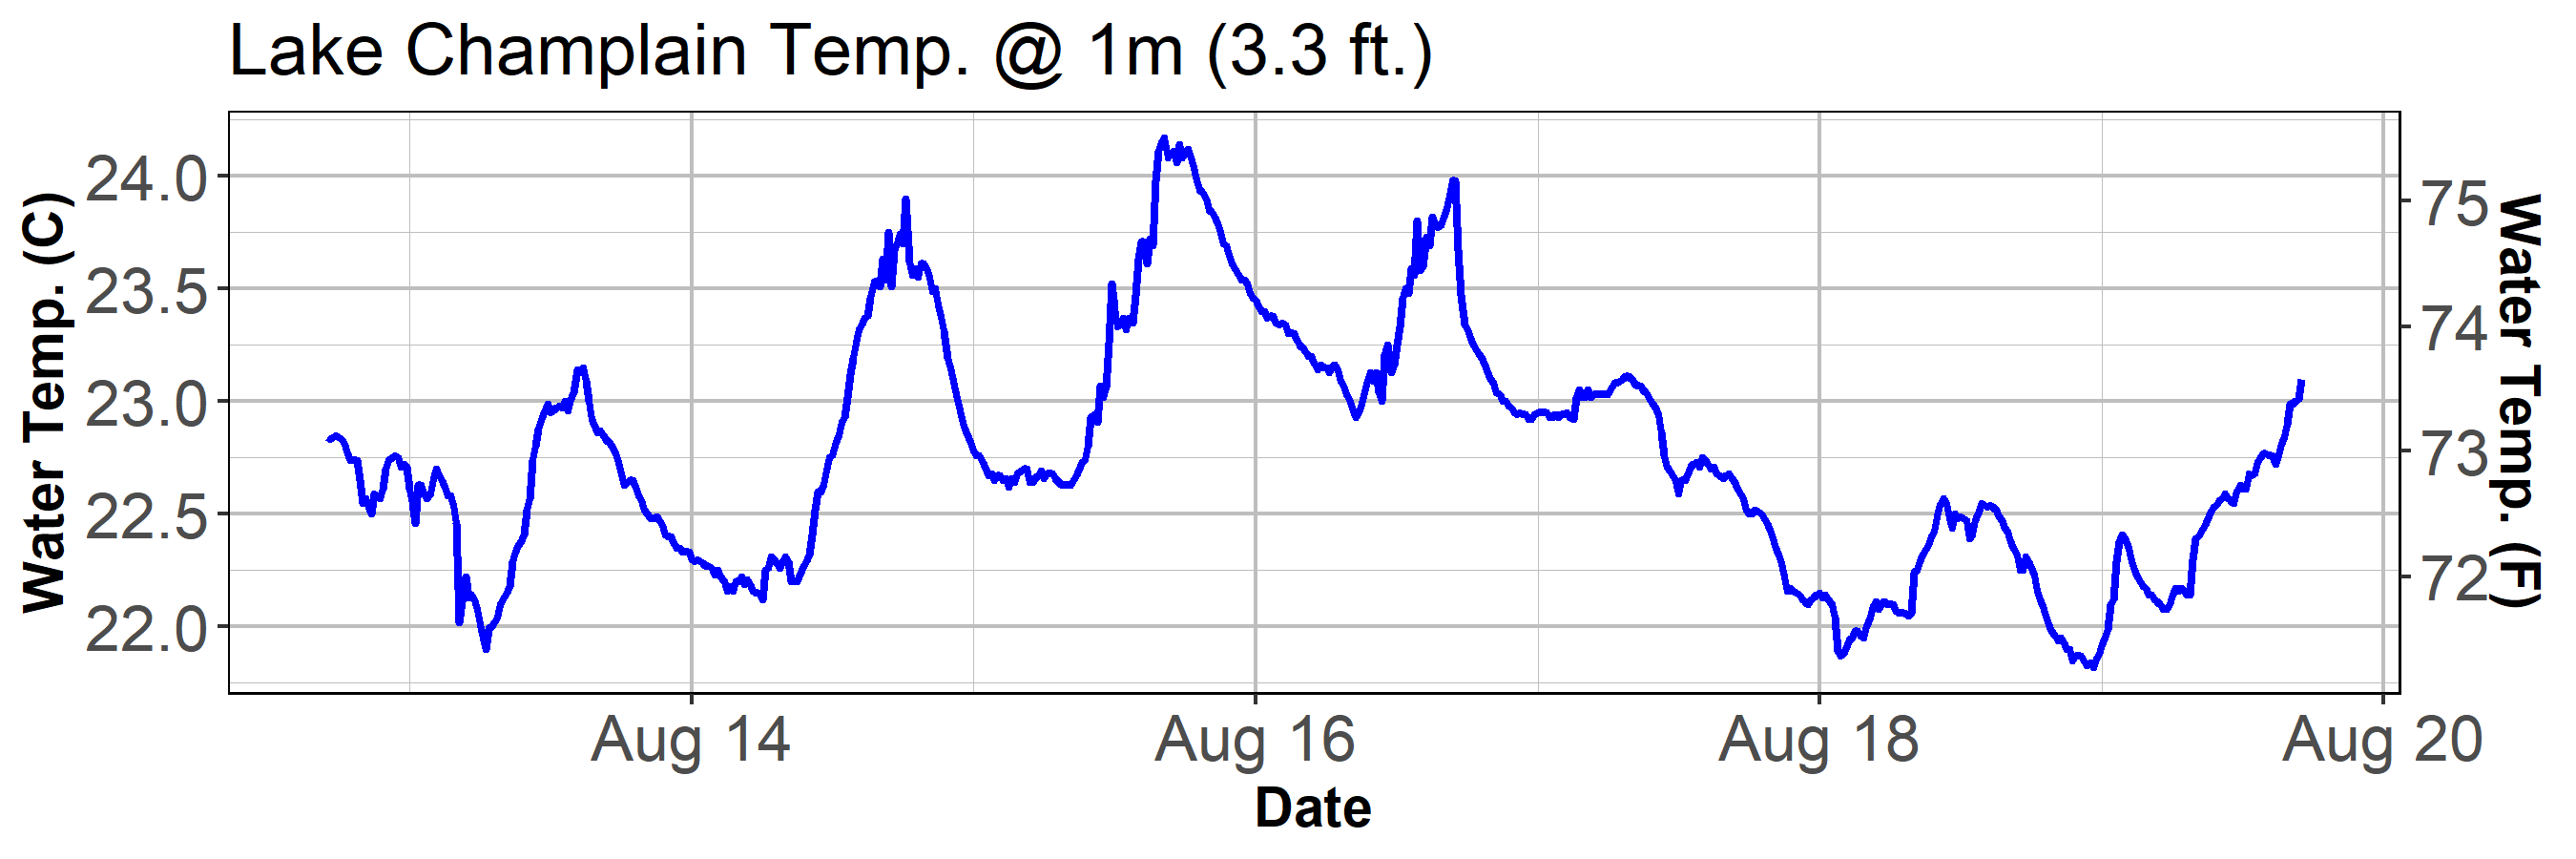 Lake Champlain Temp. @ 1m (3.3 ft.)
Water Temp. (C)
24.0
23.5
23.0
22.5
22.0
75
74
73
72
Water Temp. (F)
Aug 14
Aug 16
Aug 18
Aug 20
Date